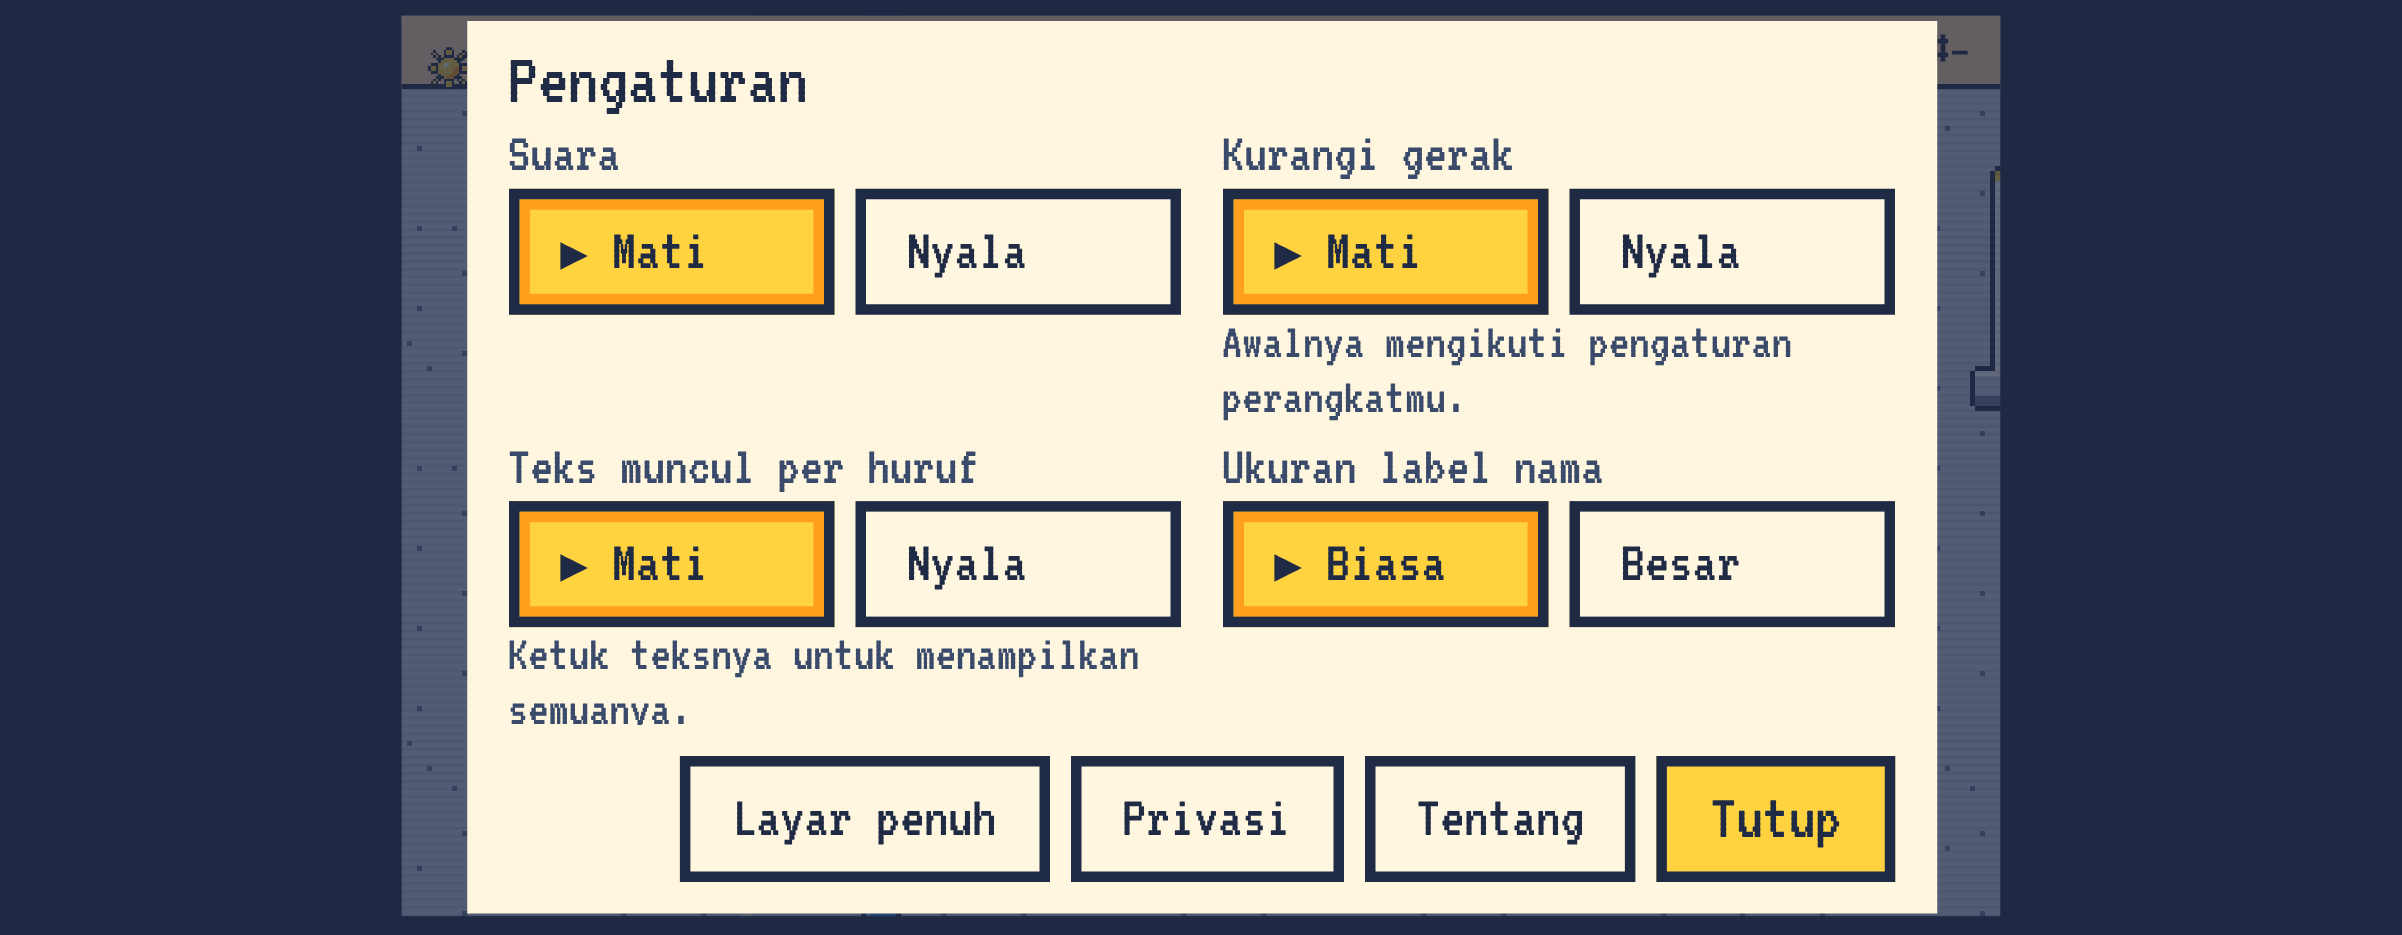 Pengaturan
Suara
Kurangi gerak
▶ Mati
Nyala
▶ Mati
Nyala
Awalnya mengikuti pengaturan
perangkatmu.
Teks muncul per huruf
Ukuran label nama
▶ Mati
Nyala
▶ Biasa
Besar
Ketuk teksnya untuk menampilkan
semuanya.
Layar penuh
Privasi
Tentang
Tutup